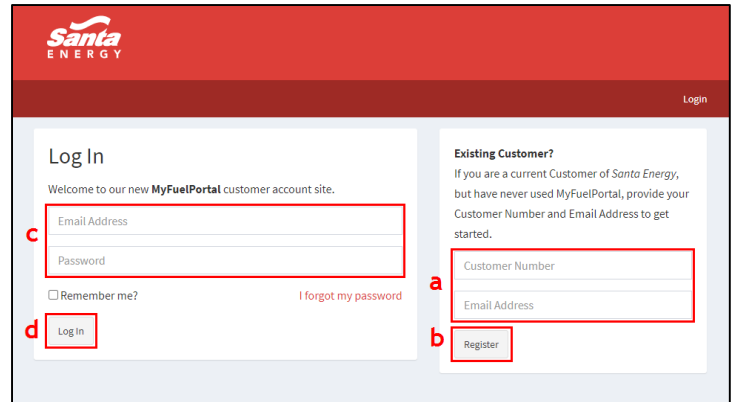 Santa
ENERGY
Login
Log In
Welcome to our new MyFuelPortal customer account site.
c
Email Address
Password
Remember me?
I forgot my password
d
Log In
Existing Customer?
If you are a current Customer of Santa Energy,
but have never used MyFuelPortal, provide your
Customer Number and Email Address to get
started.
a
Customer Number
Email Address
b
Register